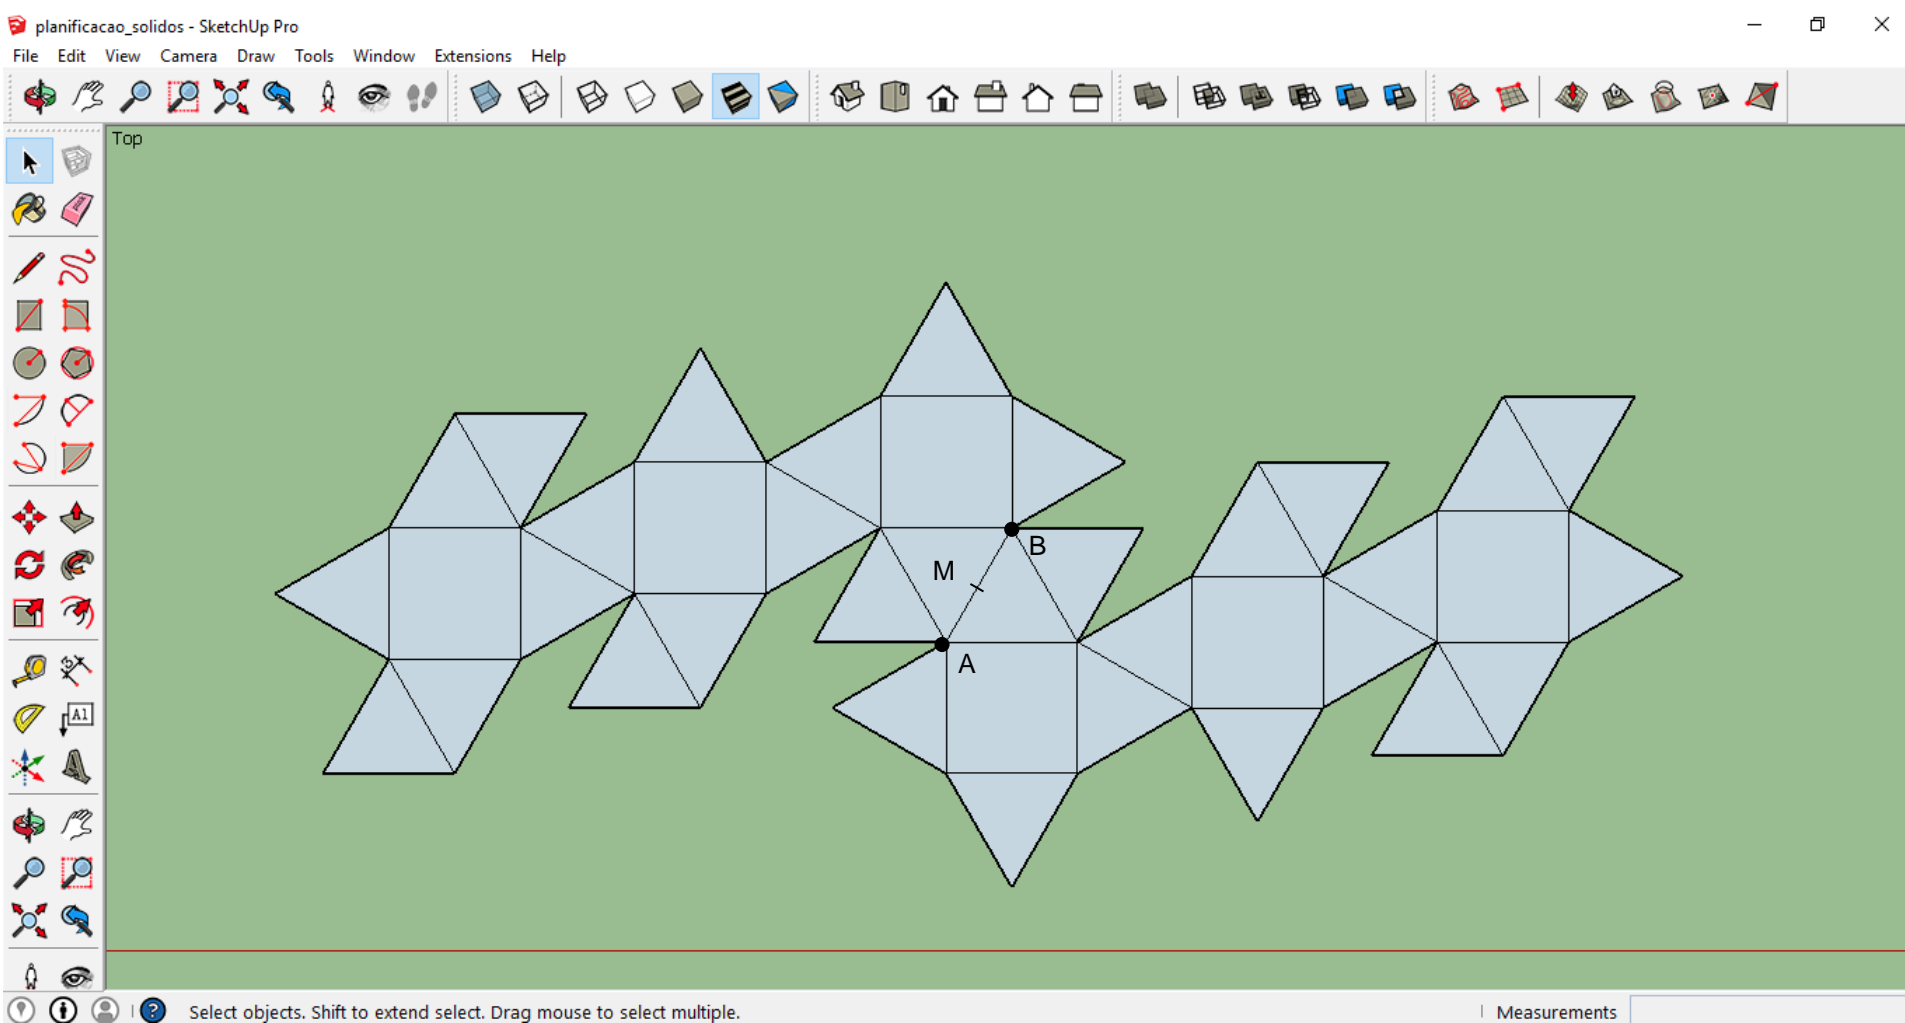 planificacao_solidos - SketchUp Pro
File Edit View Camera Draw Tools Window Extensions Help
Top
B
M
A
A1
Select objects. Shift to extend select. Drag mouse to select multiple.
Measurements